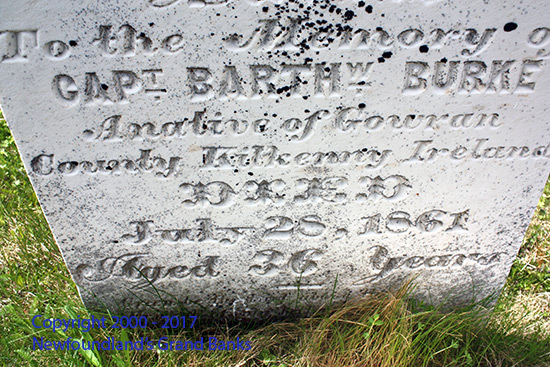 To the Memory of
CAPT. BARTHW BURKE
A native of Gowran
County Kilkenny Ireland
DIED
July 28, 1861
Aged 36 Years
Copyright 2000 - 2017
Newfoundland's Grand Banks